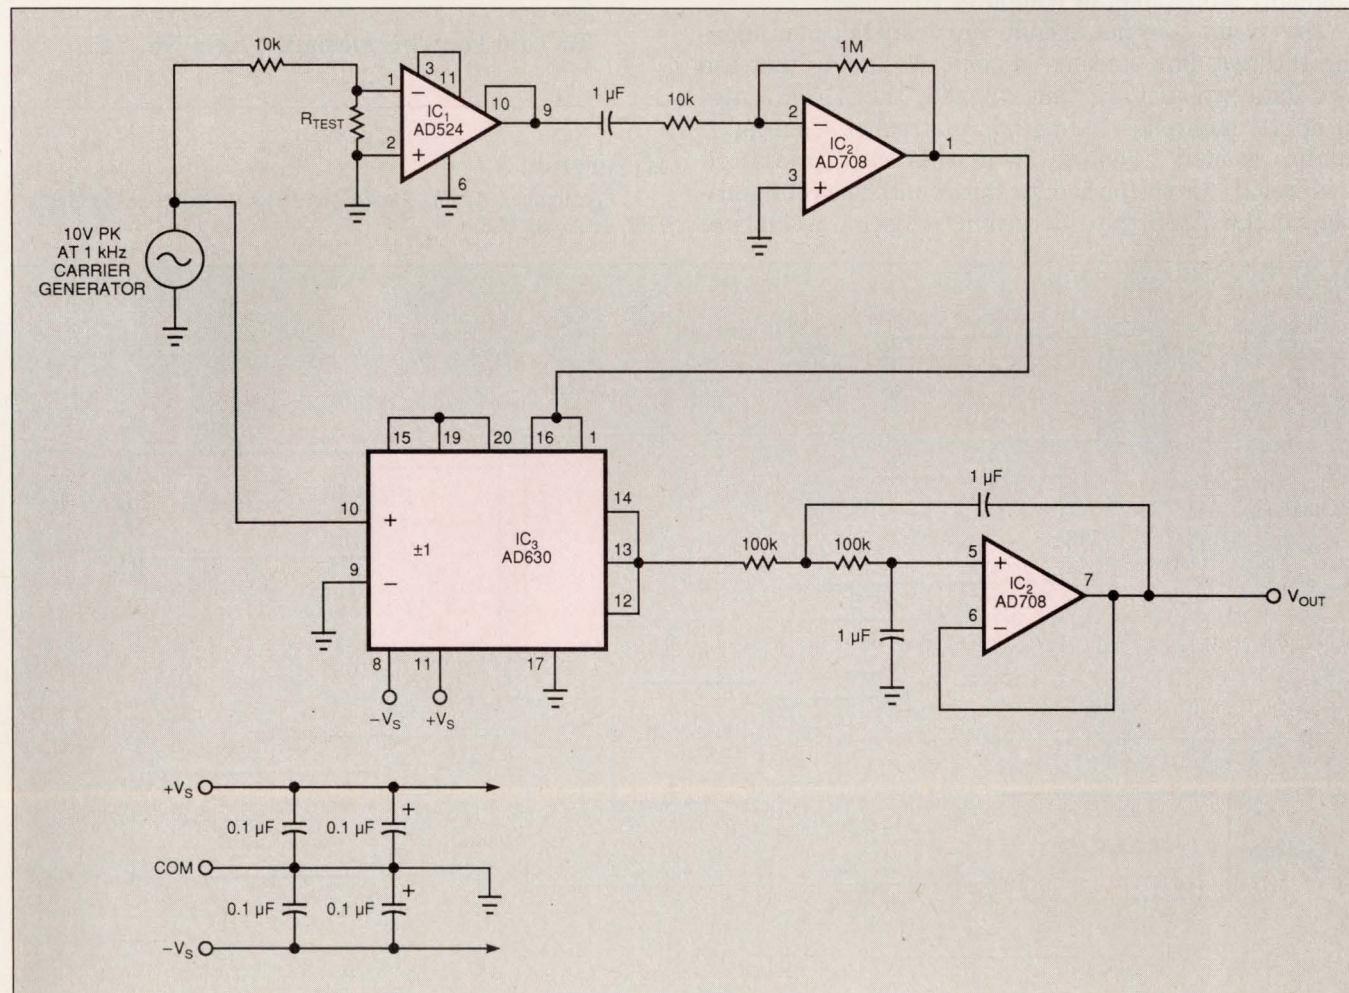 10k
1M
3
11
1
10
9
1 µF
10k
R_TEST
IC₁
AD524
2
6
2
IC₂
AD708
1
3
10V PK
AT 1 kHz
CARRIER
GENERATOR
15
19
20
16
1
14
1 µF
10
+
±1
IC₃
AD630
13
100k
100k
5
IC₂
AD708
7
V_OUT
9
−
12
1 µF
6
8
11
17
−V_S
+V_S
+V_S
0.1 µF
0.1 µF
+
COM
0.1 µF
0.1 µF
+
−V_S